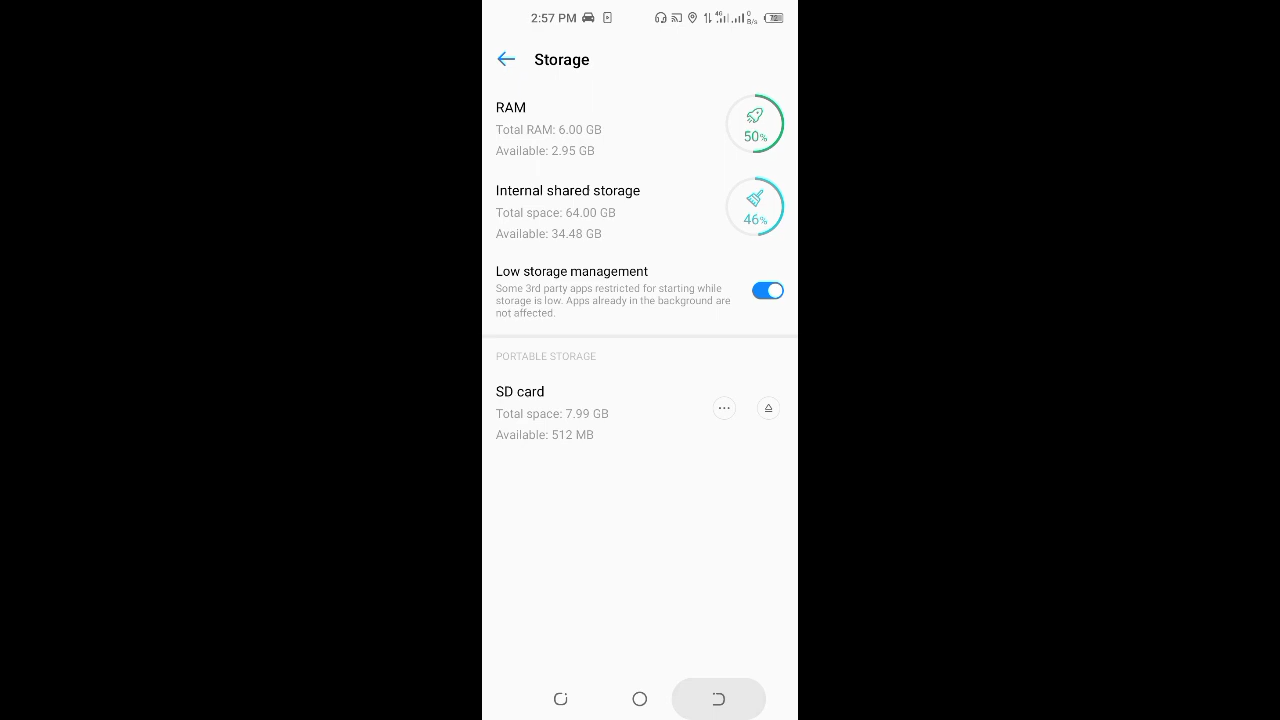 2:57 PM
4G 0 B/s 72
Storage
RAM
Total RAM: 6.00 GB
Available: 2.95 GB
50%
Internal shared storage
Total space: 64.00 GB
Available: 34.48 GB
46%
Low storage management
Some 3rd party apps restricted for starting while
storage is low. Apps already in the background are
not affected.
PORTABLE STORAGE
SD card
Total space: 7.99 GB
Available: 512 MB